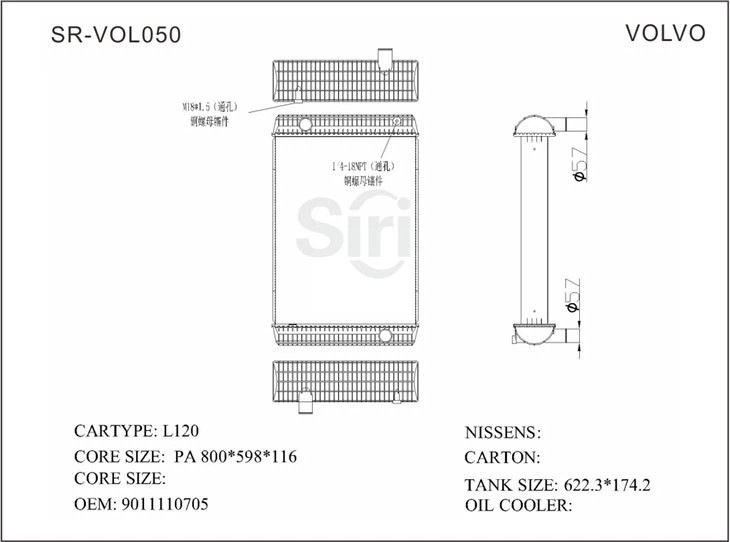 SR-VOL050
VOLVO
M18*1.5（通孔）
铜螺母镶件
1/4-18NPT（通孔）
铜螺母镶件
ø57
Siri
ø57
CARTYPE: L120
NISSENS:
CORE SIZE: PA 800*598*116
CARTON:
CORE SIZE:
TANK SIZE: 622.3*174.2
OEM: 9011110705
OIL COOLER: